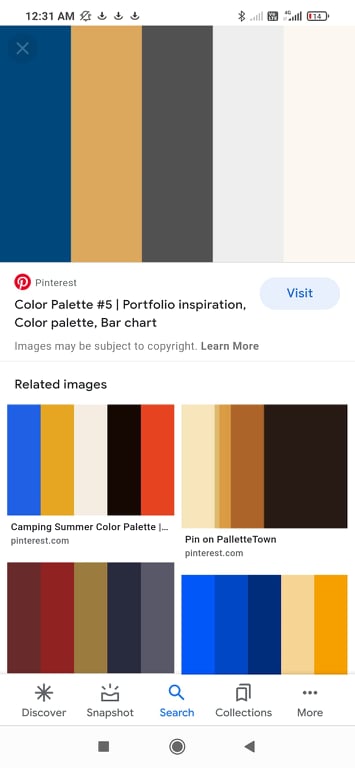 12:31 AM
4G
14
Pinterest
Color Palette #5 | Portfolio inspiration,
Color palette, Bar chart
Visit
Images may be subject to copyright. Learn More
Related images
Camping Summer Color Palette |...
pinterest.com
Pin on PalletteTown
pinterest.com
Discover
Snapshot
Search
Collections
More